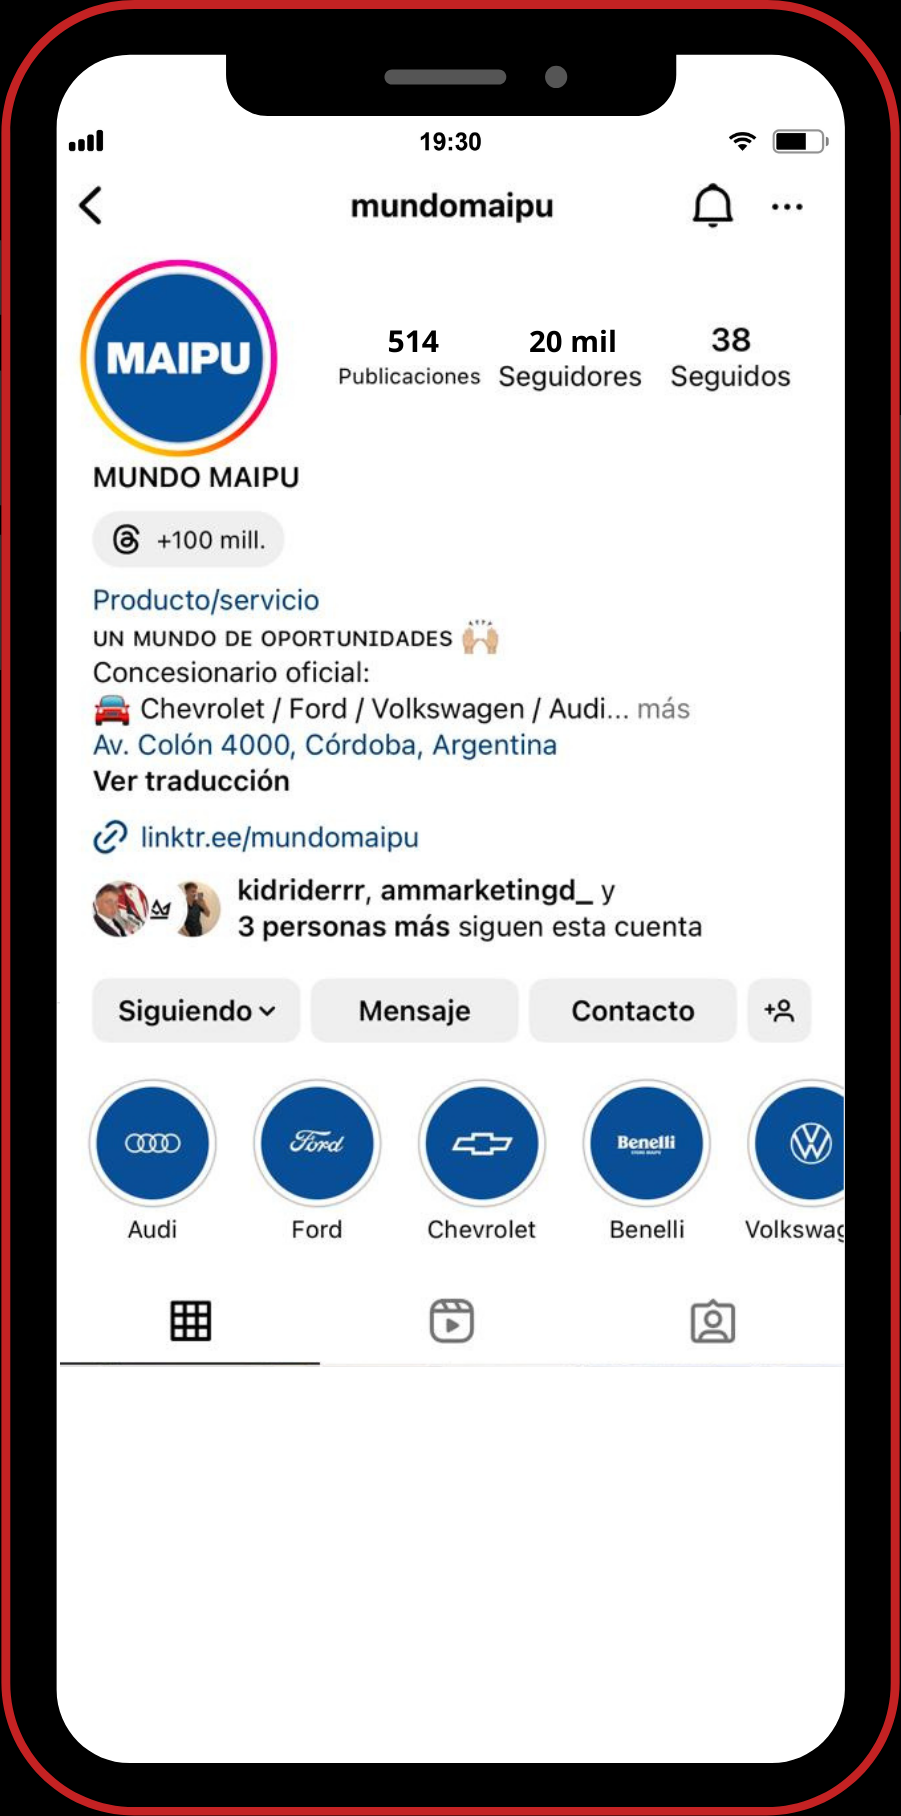 19:30
mundomaipu
MAIPU
514
Publicaciones
20 mil
Seguidores
38
Seguidos
MUNDO MAIPU
+100 mill.
Producto/servicio
UN MUNDO DE OPORTUNIDADES 🙌🏼
Concesionario oficial:
🚘 Chevrolet / Ford / Volkswagen / Audi... más
Av. Colón 4000, Córdoba, Argentina
Ver traducción
linktr.ee/mundomaipu
kidriderrr, ammarketingd_ y
3 personas más siguen esta cuenta
Siguiendo
Mensaje
Contacto
Ford
Benelli
Audi
Ford
Chevrolet
Benelli
Volkswag